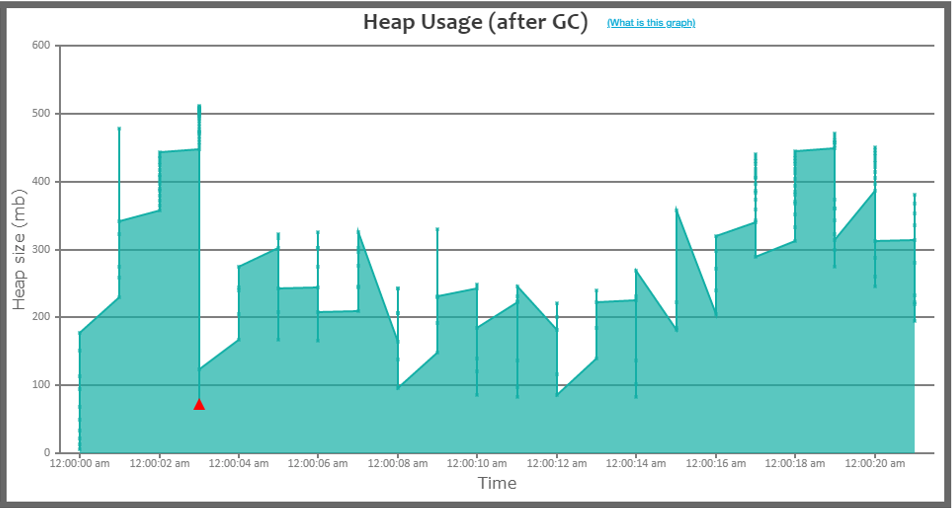 Heap Usage (after GC) (What is this graph)
600
500
400
300
200
100
0
Heap size (mb)
12:00:00 am 12:00:02 am 12:00:04 am 12:00:06 am 12:00:08 am 12:00:10 am 12:00:12 am 12:00:14 am 12:00:16 am 12:00:18 am 12:00:20 am
Time